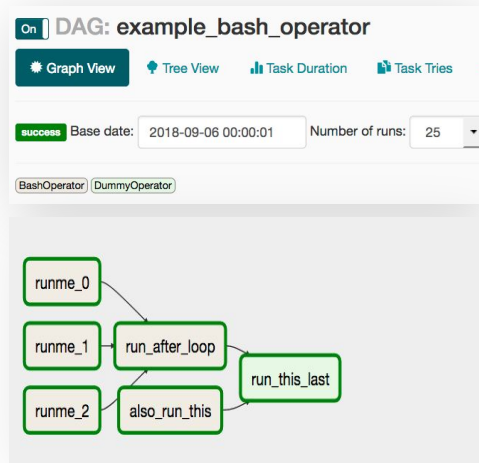 On DAG: example_bash_operator
Graph View Tree View Task Duration Task Tries
success Base date: 2018-09-06 00:00:01 Number of runs: 25
BashOperator DummyOperator
runme_0
runme_1 run_after_loop
run_this_last
runme_2 also_run_this